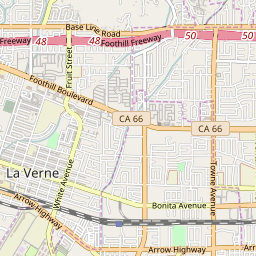 Base Line Road
Freeway
48
48
Foothill Freeway
50
50
Fruit Street
Foothill Boulevard
CA 66
CA 66
La Verne
White Avenue
Towne Avenue
Bonita Avenue
Arrow Highway
Arrow Highway